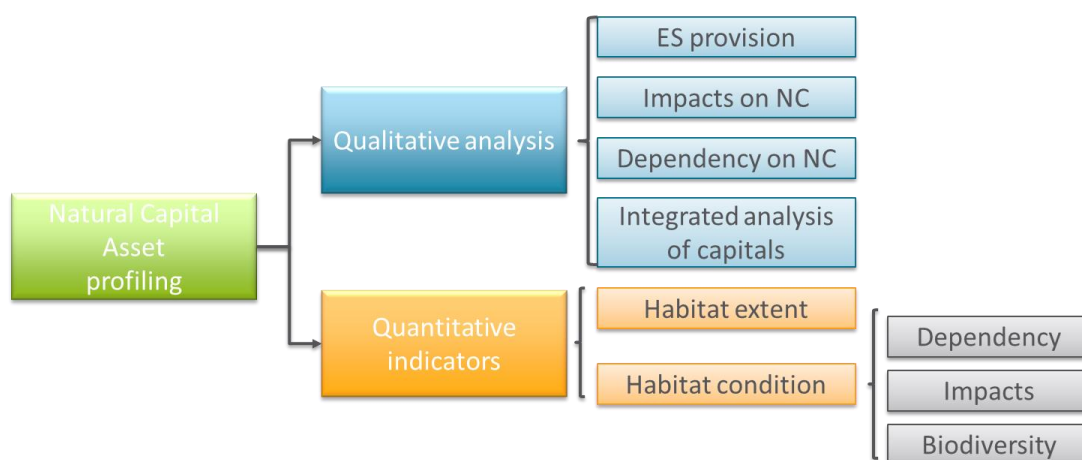 Natural Capital
Asset
profiling
Qualitative analysis
ES provision
Impacts on NC
Dependency on NC
Integrated analysis
of capitals
Quantitative
indicators
Habitat extent
Habitat condition
Dependency
Impacts
Biodiversity